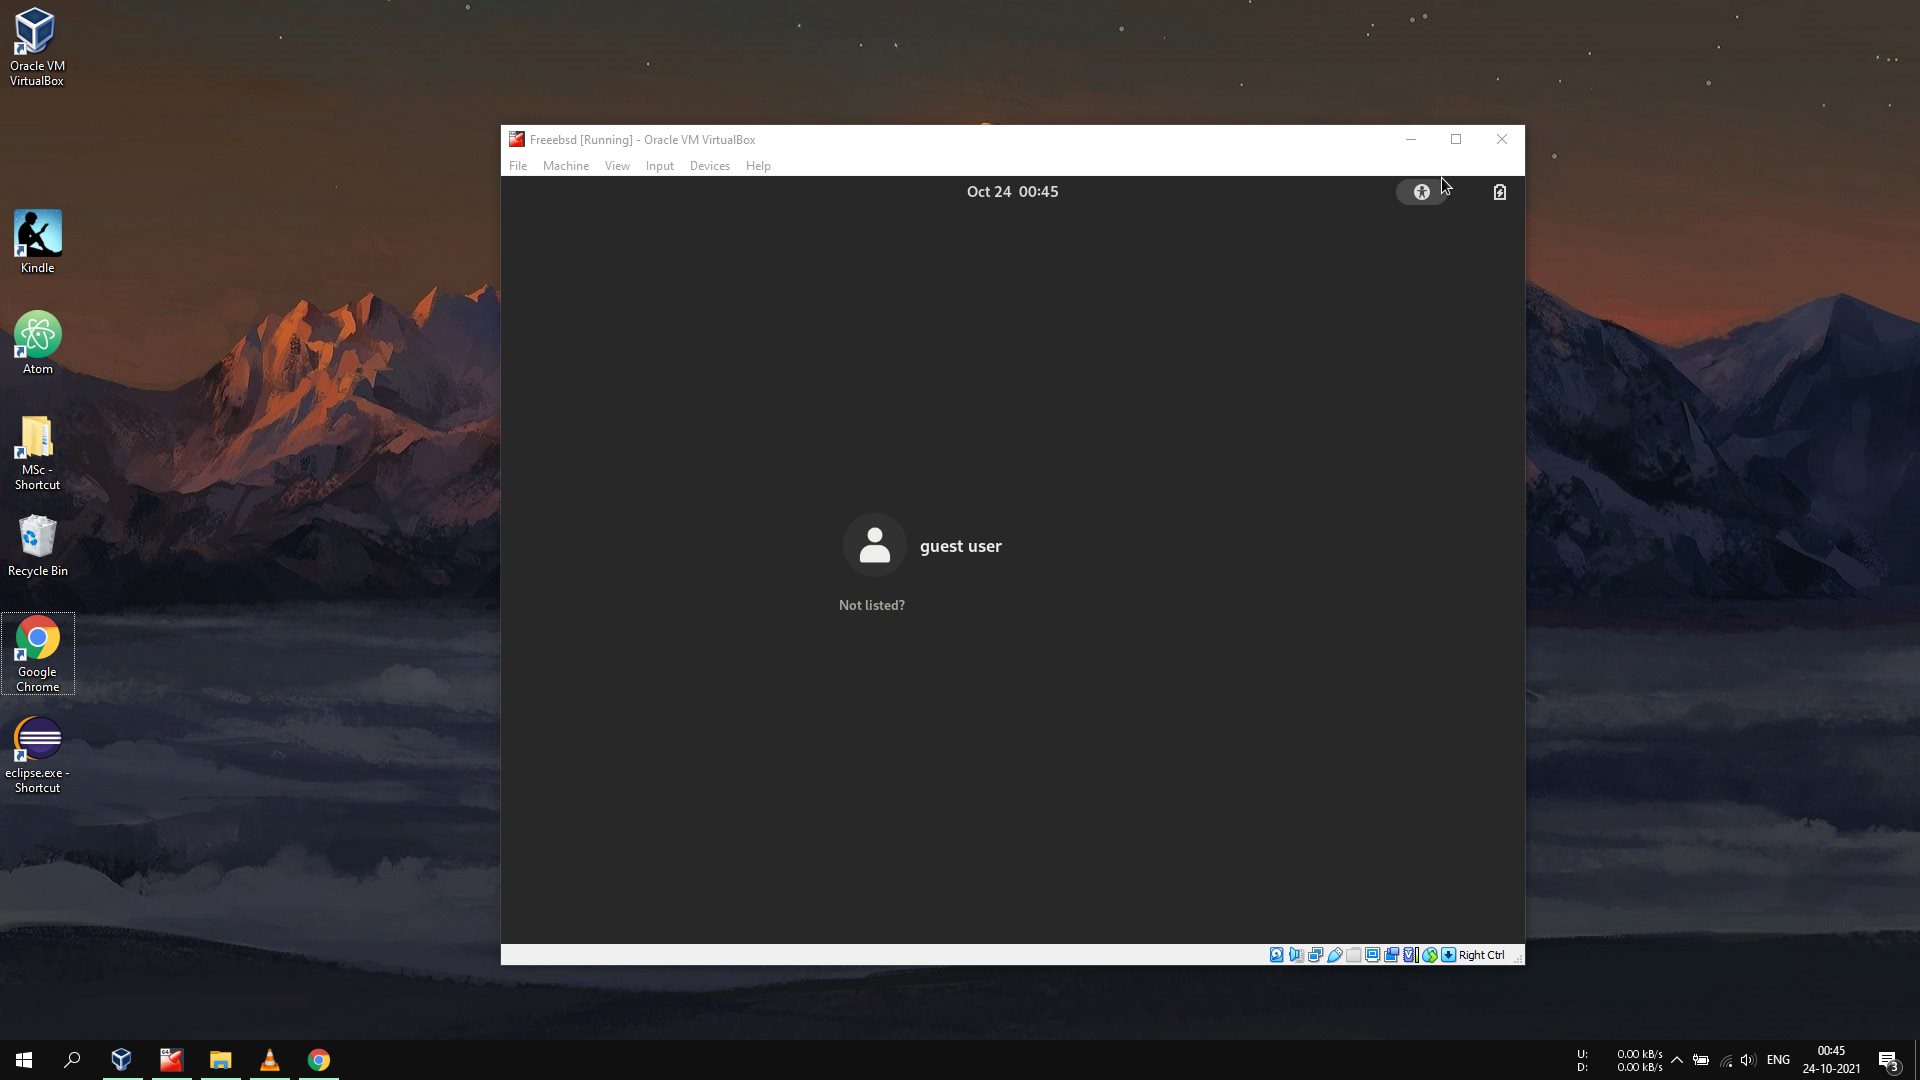 Oracle VM
VirtualBox
Kindle
Atom
MSc -
Shortcut
Recycle Bin
Google
Chrome
eclipse.exe -
Shortcut
Freeebsd [Running] - Oracle VM VirtualBox
File Machine View Input Devices Help
Oct 24 00:45
guest user
Not listed?
Right Ctrl
U: 0.00 kB/s
D: 0.00 kB/s
ENG
00:45
24-10-2021
3